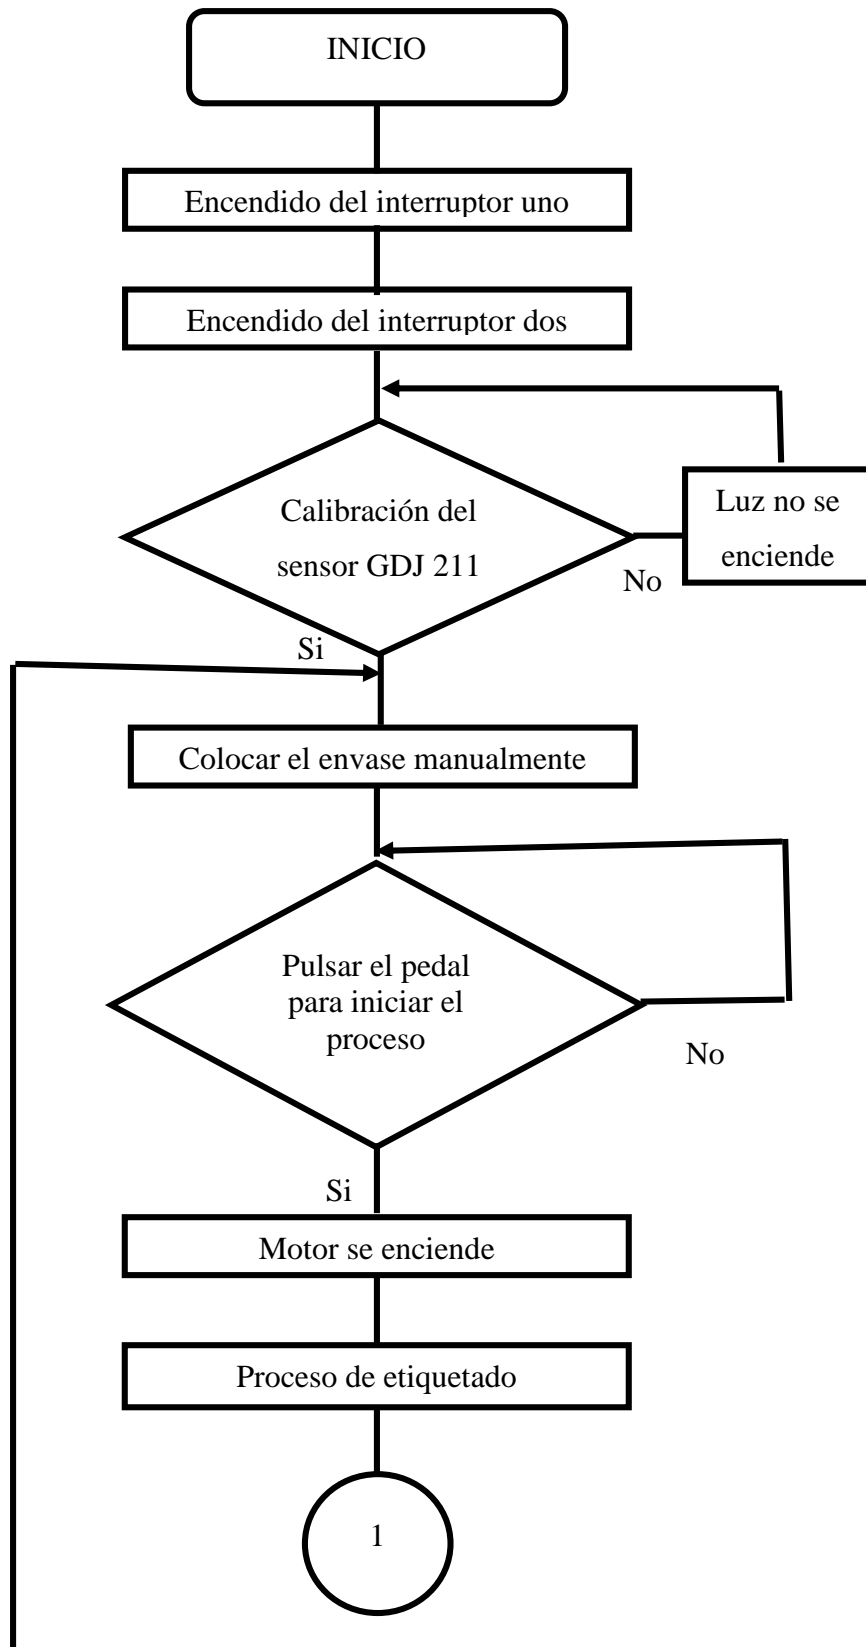 INICIO
Encendido del interruptor uno
Encendido del interruptor dos
Calibración del
sensor GDJ 211
Luz no se
enciende
No
Si
Colocar el envase manualmente
Pulsar el pedal
para iniciar el
proceso
No
Si
Motor se enciende
Proceso de etiquetado
1